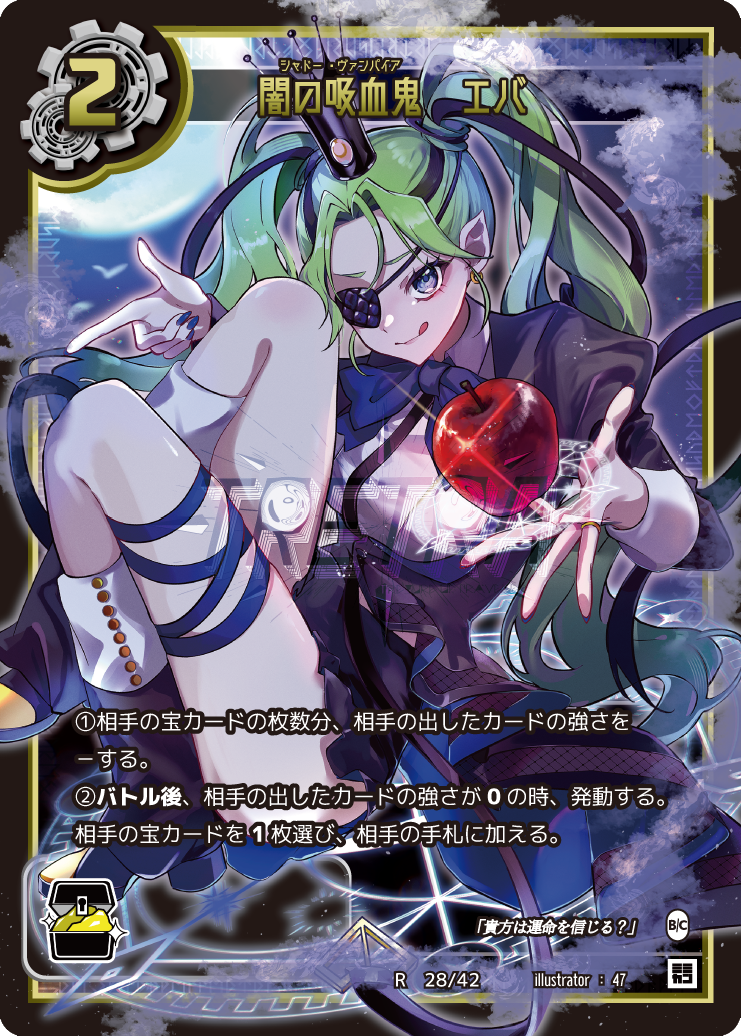 2
シャドー・ヴァンパイア
闇の吸血鬼 エバ
TRETCA
①相手の宝カードの枚数分、相手の出したカードの強さを
－する。
②バトル後、相手の出したカードの強さが 0 の時、発動する。
相手の宝カードを 1 枚選び、相手の手札に加える。
「貴方は運命を信じる？」
B/C
R 28/42 illustrator : 47